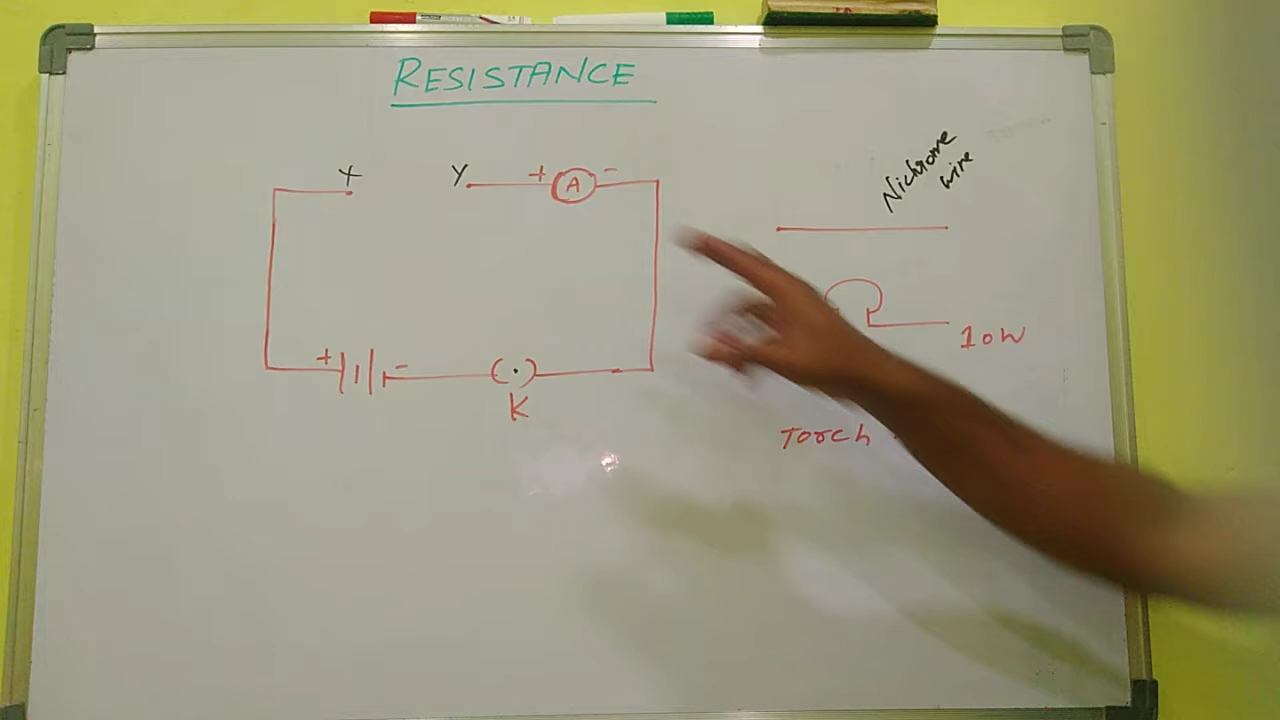 RESISTANCE
X Y + A -
Nichrome
wire
10W
+ -
K
Torch